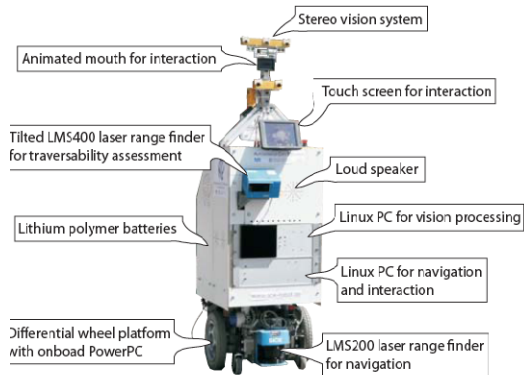 Stereo vision system
Animated mouth for interaction
Touch screen for interaction
Tilted LMS400 laser range finder
for traversability assessment
Loud speaker
Lithium polymer batteries
Linux PC for vision processing
Linux PC for navigation
and interaction
Differential wheel platform
with onboad PowerPC
LMS200 laser range finder
for navigation